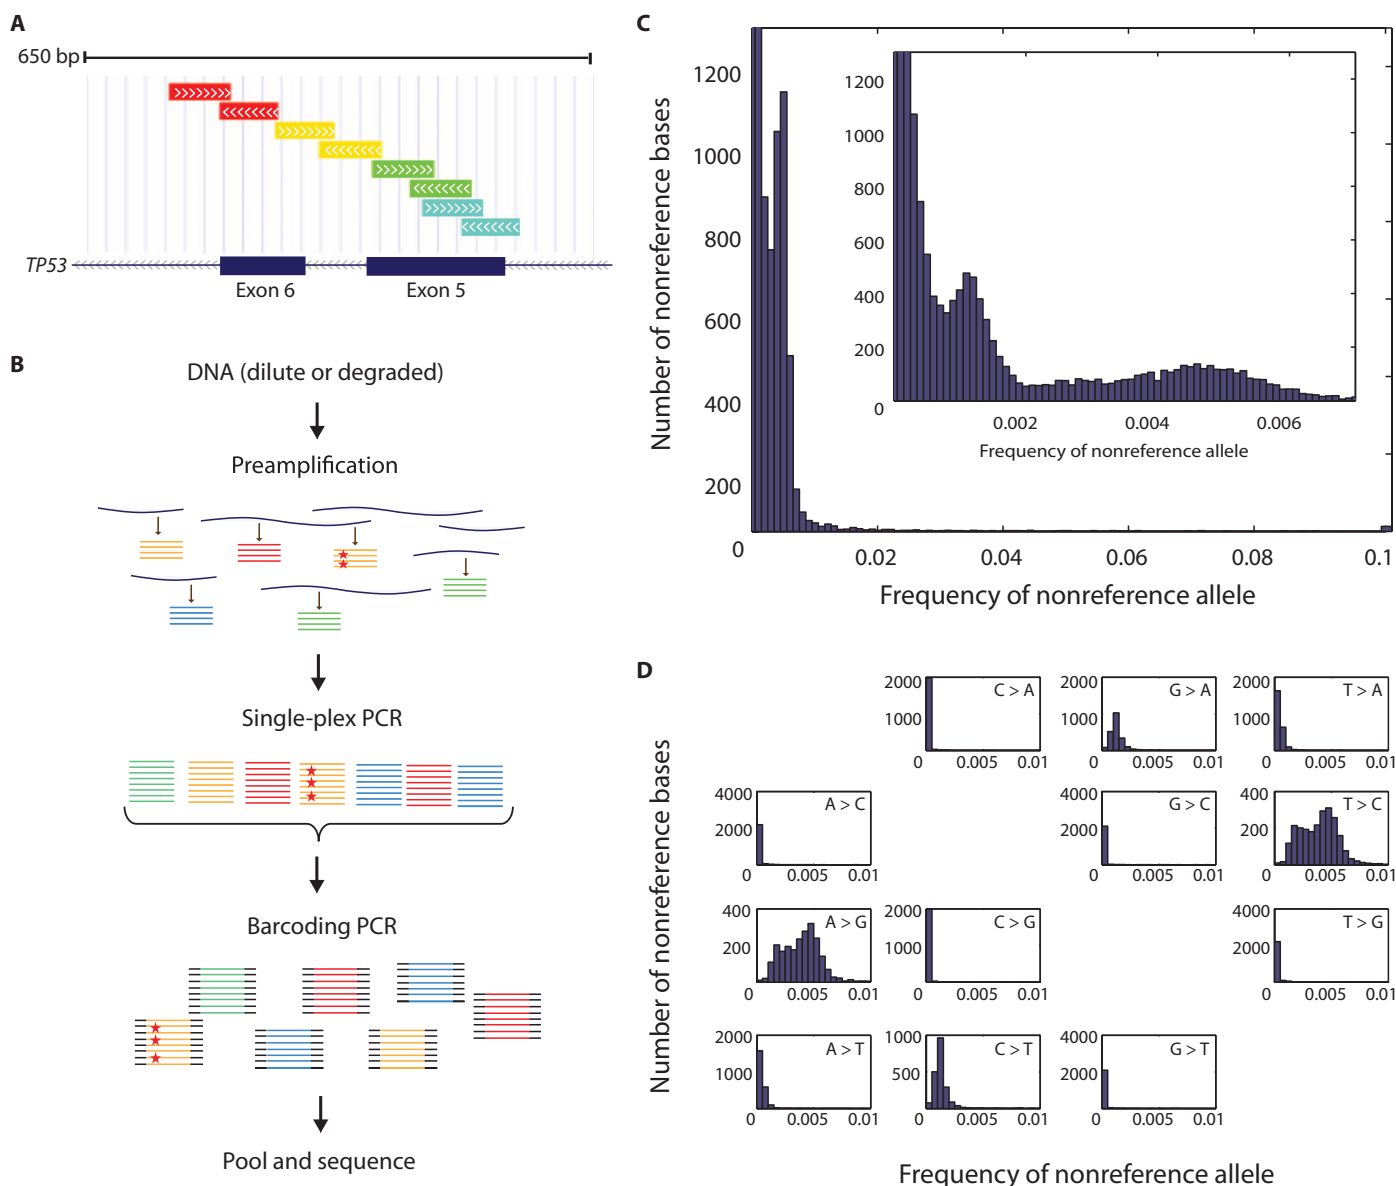 A
650 bp
TP53
Exon 6
Exon 5
B
DNA (dilute or degraded)
Preamplification
Single-plex PCR
Barcoding PCR
Pool and sequence
C
Number of nonreference bases
1200
1000
800
600
400
200
0
0.02
0.04
0.06
0.08
0.1
Frequency of nonreference allele
1200
1000
800
600
400
200
0
0.002
0.004
0.006
Frequency of nonreference allele
D
Number of nonreference bases
2000
1000
0
0.005
0.01
C > A
2000
1000
0
0.005
0.01
G > A
2000
1000
0
0.005
0.01
T > A
4000
2000
0
0.005
0.01
A > C
4000
2000
0
0.005
0.01
G > C
400
200
0
0.005
0.01
T > C
400
200
0
0.005
0.01
A > G
2000
1000
0
0.005
0.01
C > G
4000
2000
0
0.005
0.01
T > G
2000
1000
0
0.005
0.01
A > T
1000
500
0
0.005
0.01
C > T
4000
2000
0
0.005
0.01
G > T
Frequency of nonreference allele